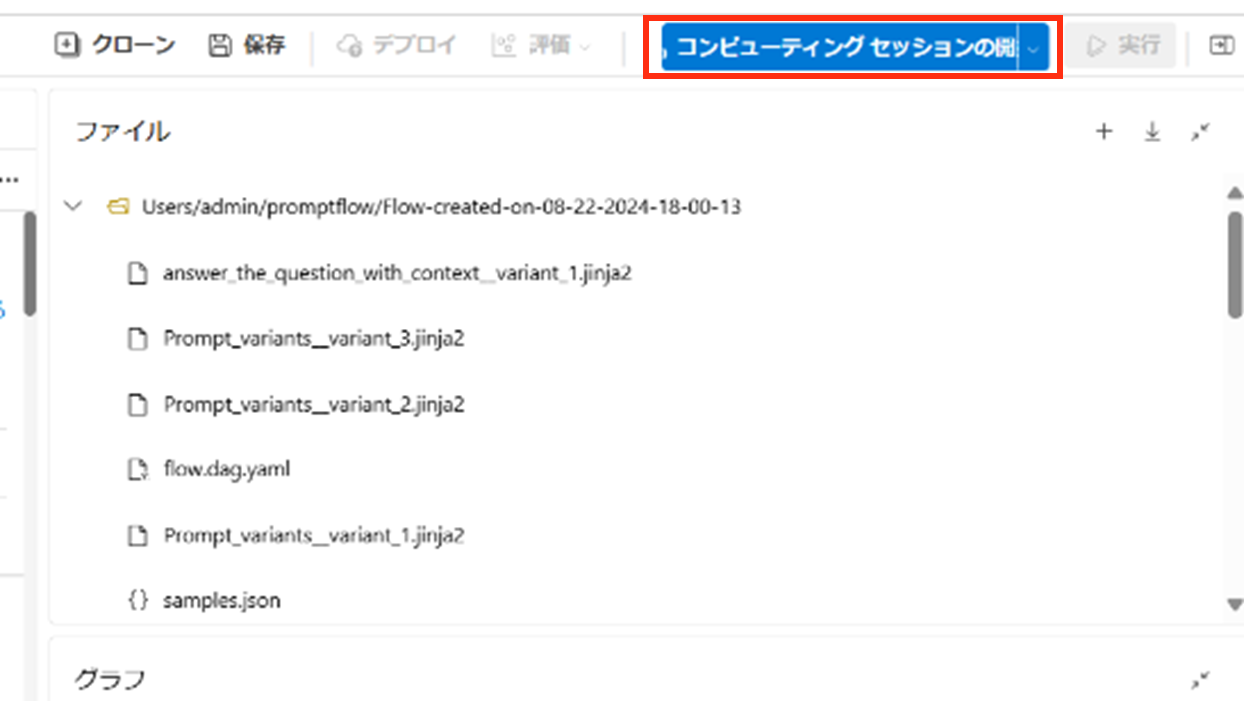 クローン 保存 デプロイ 評価 コンピューティング セッションの開 実行
ファイル
...
Users/admin/promptflow/Flow-created-on-08-22-2024-18-00-13
answer_the_question_with_context__variant_1.jinja2
Prompt_variants__variant_3.jinja2
Prompt_variants__variant_2.jinja2
flow.dag.yaml
Prompt_variants__variant_1.jinja2
{} samples.json
グラフ